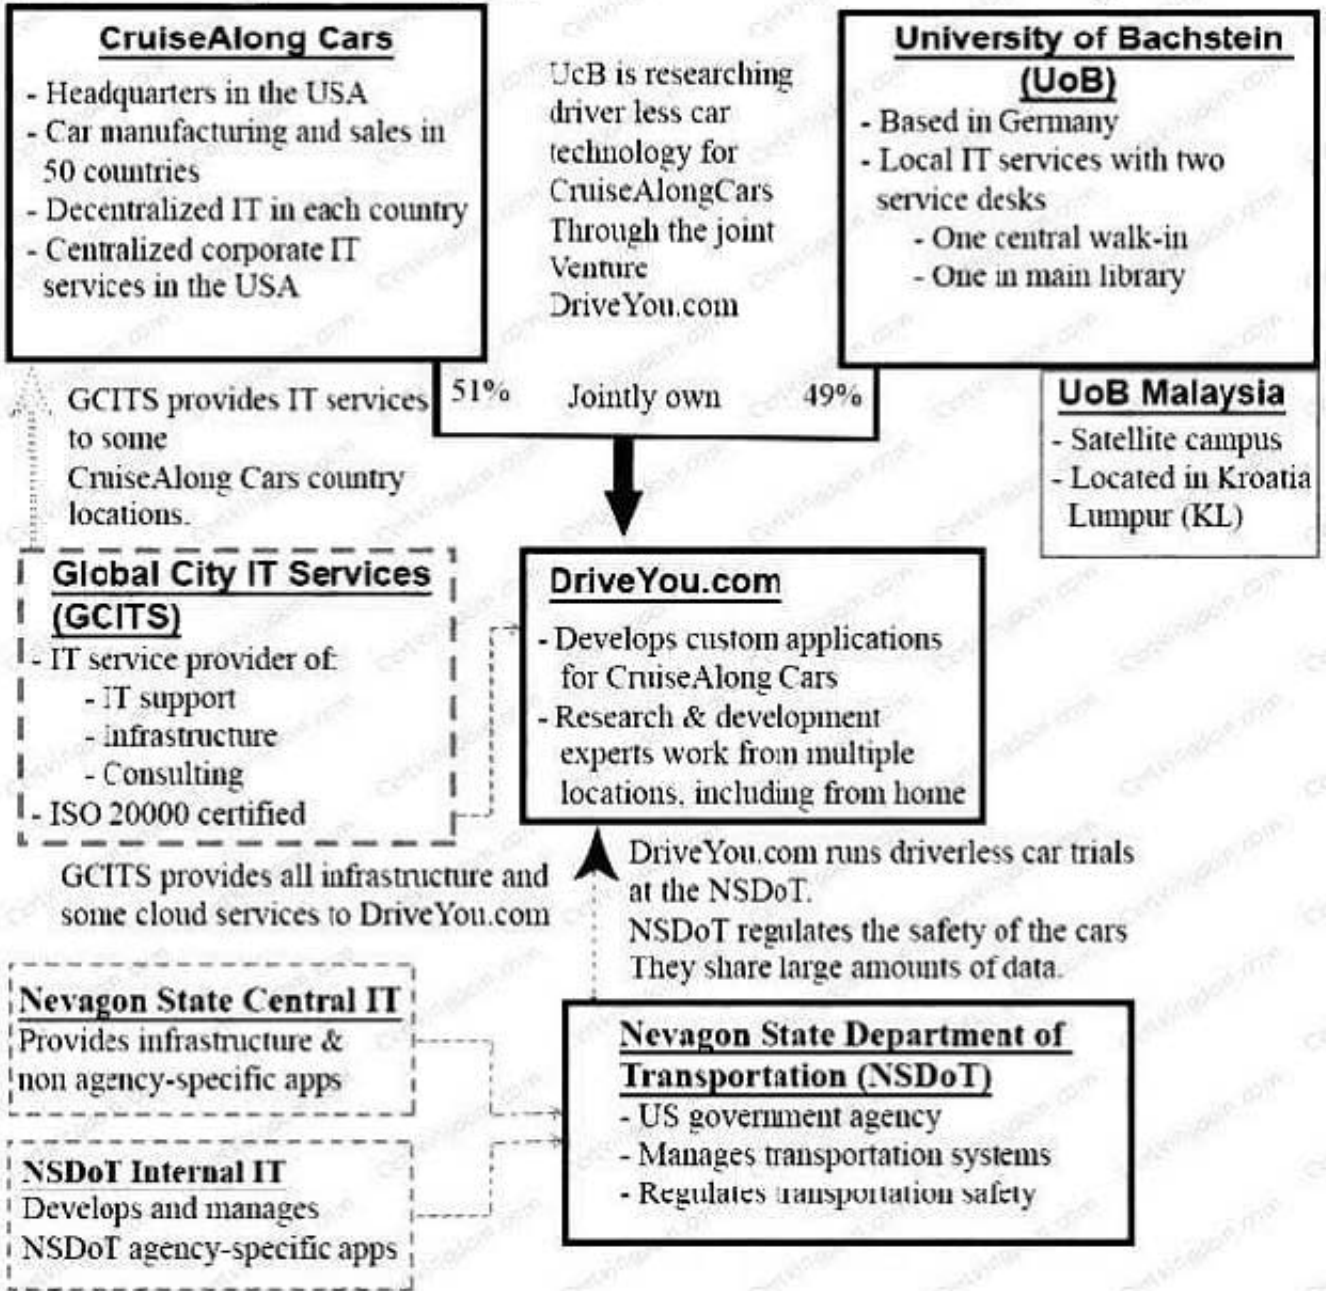 CruiseAlong Cars
- Headquarters in the USA
- Car manufacturing and sales in
50 countries
- Decentralized IT in each country
- Centralized corporate IT
services in the USA
UcB is researching
driver less car
technology for
CruiseAlongCars
Through the joint
Venture
DriveYou.com
University of Bachstein
(UoB)
- Based in Germany
- Local IT services with two
service desks
- One central walk-in
- One in main library
51% Jointly own 49%
UoB Malaysia
- Satellite campus
- Located in Kroatia
Lumpur (KL)
GCITS provides IT services
to some
CruiseAlong Cars country
locations.
Global City IT Services
(GCITS)
- IT service provider of:
- IT support
- Infrastructure
- Consulting
- ISO 20000 certified
DriveYou.com
- Develops custom applications
for CruiseAlong Cars
- Research & development
experts work from multiple
locations, including from home
GCITS provides all infrastructure and
some cloud services to DriveYou.com
DriveYou.com runs driverless car trials
at the NSDoT.
NSDoT regulates the safety of the cars
They share large amounts of data.
Nevagon State Central IT
Provides infrastructure &
non agency-specific apps
NSDoT Internal IT
Develops and manages
NSDoT agency-specific apps
Nevagon State Department of
Transportation (NSDoT)
- US government agency
- Manages transportation systems
- Regulates transportation safety